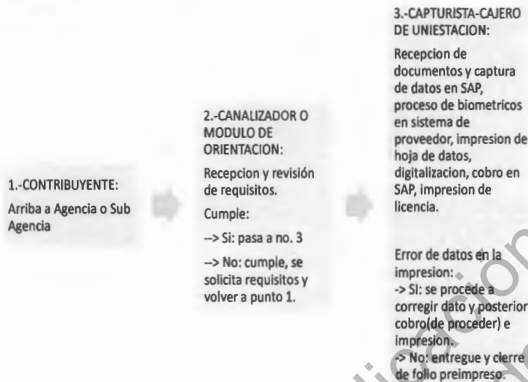 1.-CONTRIBUYENTE:
Arriba a Agencia o Sub
Agencia
2.-CANALIZADOR O
MODULO DE
ORIENTACION:
Recepcion y revisión
de requisitos.
Cumple:
--> Si: pasa a no. 3
--> No: cumple, se
solicita requisitos y
volver a punto 1.
3.-CAPTURISTA-CAJERO
DE UNIESTACION:
Recepcion de
documentos y captura
de datos en SAP,
proceso de biometricos
en sistema de
proveedor, impresion de
hoja de datos,
digitalizacion, cobro en
SAP, impresion de
licencia.
Error de datos en la
impresion:
-> SI: se procede a
corregir dato y posterior
cobro(de proceder) e
impresion.
-> No: entregue y cierre
de folio preimpreso.